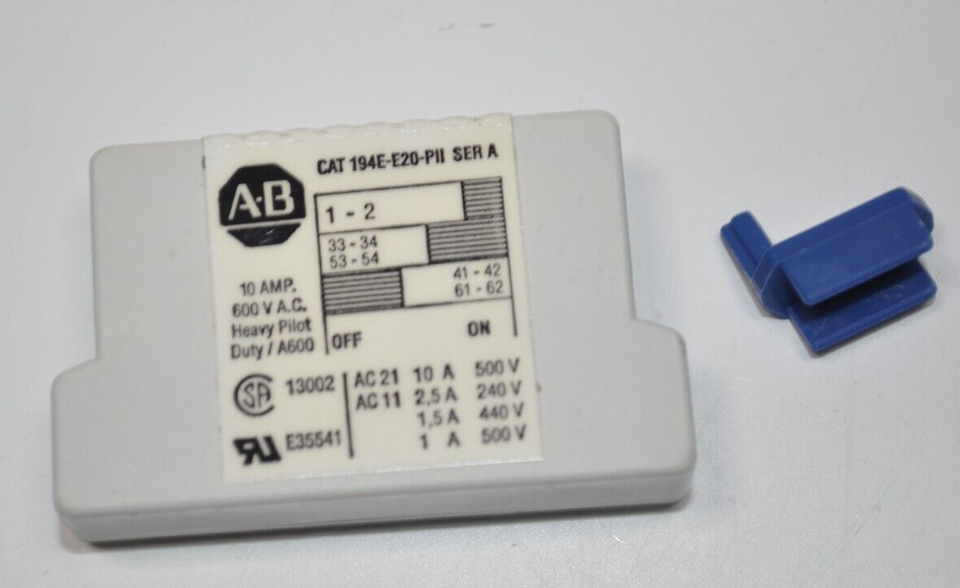 CAT 194E-E20-PII SER A
A-B
1 - 2
33 - 34
53 - 54
41 - 42
61 - 62
OFF
ON
10 AMP.
600 V A.C.
Heavy Pilot
Duty / A600
SA 13002
RU E35541
AC 21 10 A 500 V
AC 11 2,5 A 240 V
1,5 A 440 V
1 A 500 V